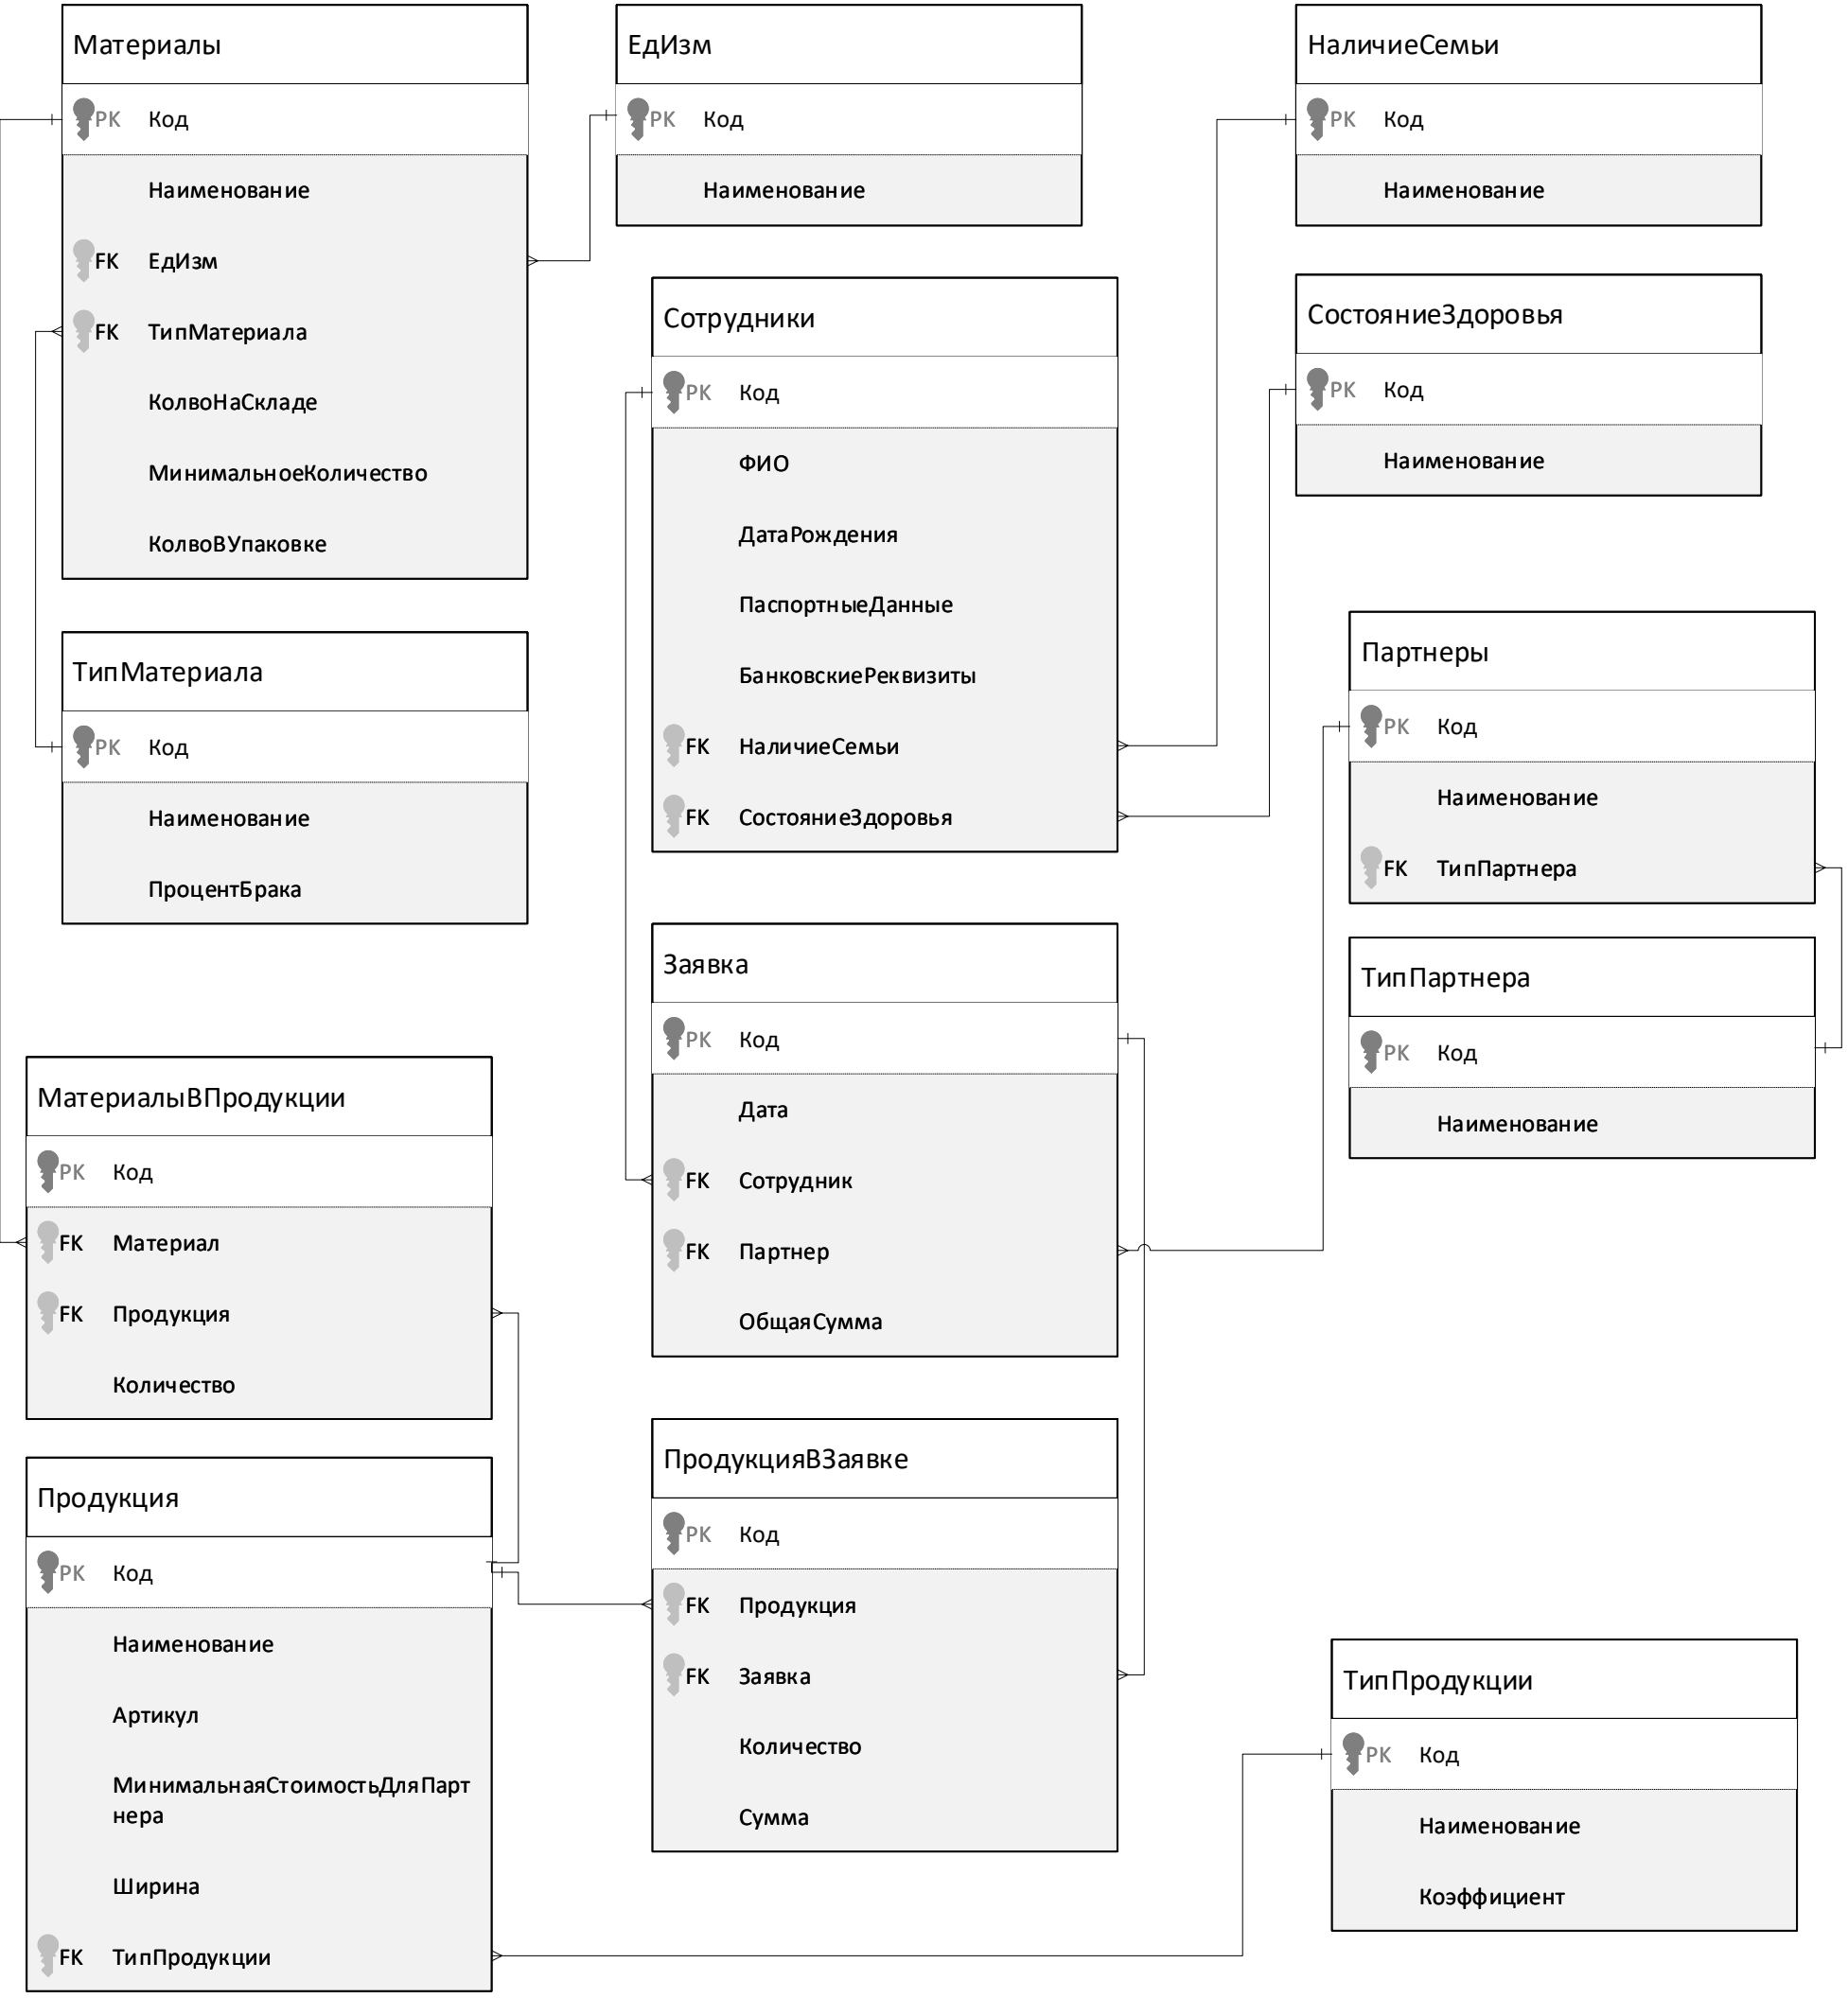 Материалы
PK Код
Наименование
FK ЕдИзм
FK ТипМатериала
КолвоНаСкладе
МинимальноеКоличество
КолвоВУпаковке
ЕдИзм
PK Код
Наименование
НаличиеСемьи
PK Код
Наименование
СостояниеЗдоровья
PK Код
Наименование
Сотрудники
PK Код
ФИО
ДатаРождения
ПаспортныеДанные
БанковскиеРеквизиты
FK НаличиеСемьи
FK СостояниеЗдоровья
ТипМатериала
PK Код
Наименование
ПроцентБрака
Партнеры
PK Код
Наименование
FK ТипПартнера
ТипПартнера
PK Код
Наименование
Заявка
PK Код
Дата
FK Сотрудник
FK Партнер
ОбщаяСумма
МатериалыВПродукции
PK Код
FK Материал
FK Продукция
Количество
Продукция
PK Код
Наименование
Артикул
МинимальнаяСтоимостьДляПарт
нера
Ширина
FK ТипПродукции
ПродукцияВЗаявке
PK Код
FK Продукция
FK Заявка
Количество
Сумма
ТипПродукции
PK Код
Наименование
Коэффициент